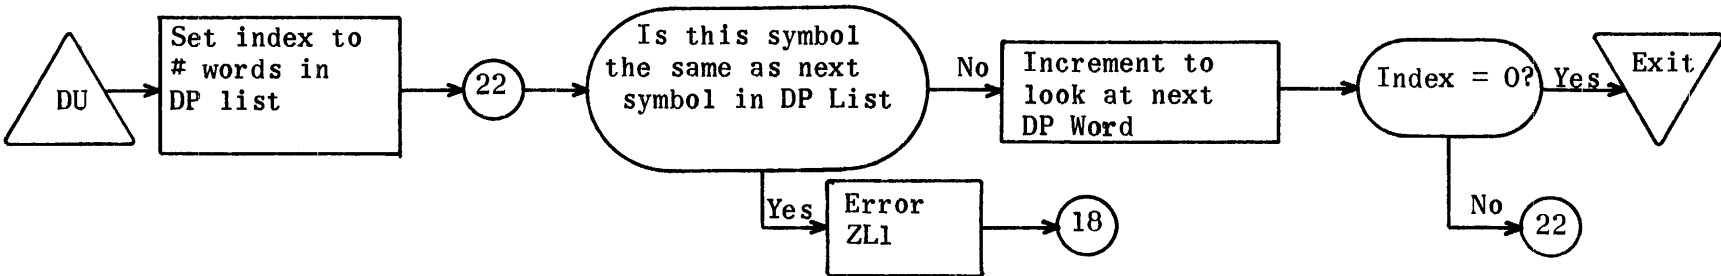 DU
Set index to
# words in
DP list
22
Is this symbol
the same as next
symbol in DP List
No
Increment to
look at next
DP Word
Index = 0?
Yes
Exit
Yes
Error
ZL1
18
No
22